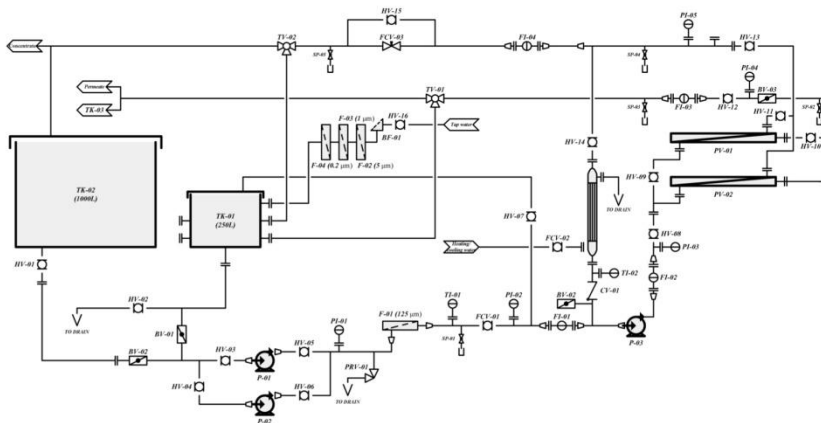 HV-15
PI-05
Concentrate
TV-02
FCV-03
FI-04
HV-13
SP-05
SP-04
PI-04
Permeate
TK-03
TV-01
BV-03
F-03 (1 µm)
HV-16
Tap water
SP-03
FI-03
HV-12
SP-02
HV-11
BF-01
F-04 (0.2 µm)
F-02 (5 µm)
HV-14
PV-01
HV-10
TK-02
(1000L)
HV-09
PV-02
TO DRAIN
TK-01
(250L)
HV-07
HV-08
Heating/
cooling water
FCV-02
PI-03
HV-01
TI-02
FI-02
HV-02
BV-02
CV-01
TI-01
PI-02
TO DRAIN
PI-01
F-01 (125 µm)
BV-01
FCV-01
FI-01
SP-01
P-03
BV-02
HV-03
HV-05
P-01
PRV-01
HV-04
HV-06
P-02
TO DRAIN